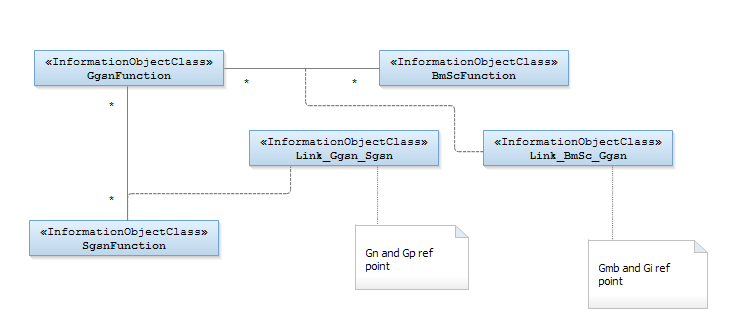 «InformationObjectClass»
GgsnFunction
«InformationObjectClass»
BmScFunction
*
*
*
«InformationObjectClass»
Link_Ggsn_Sgsn
«InformationObjectClass»
Link_BmSc_Ggsn
*
«InformationObjectClass»
SgsnFunction
Gn and Gp ref
point
Gmb and Gi ref
point